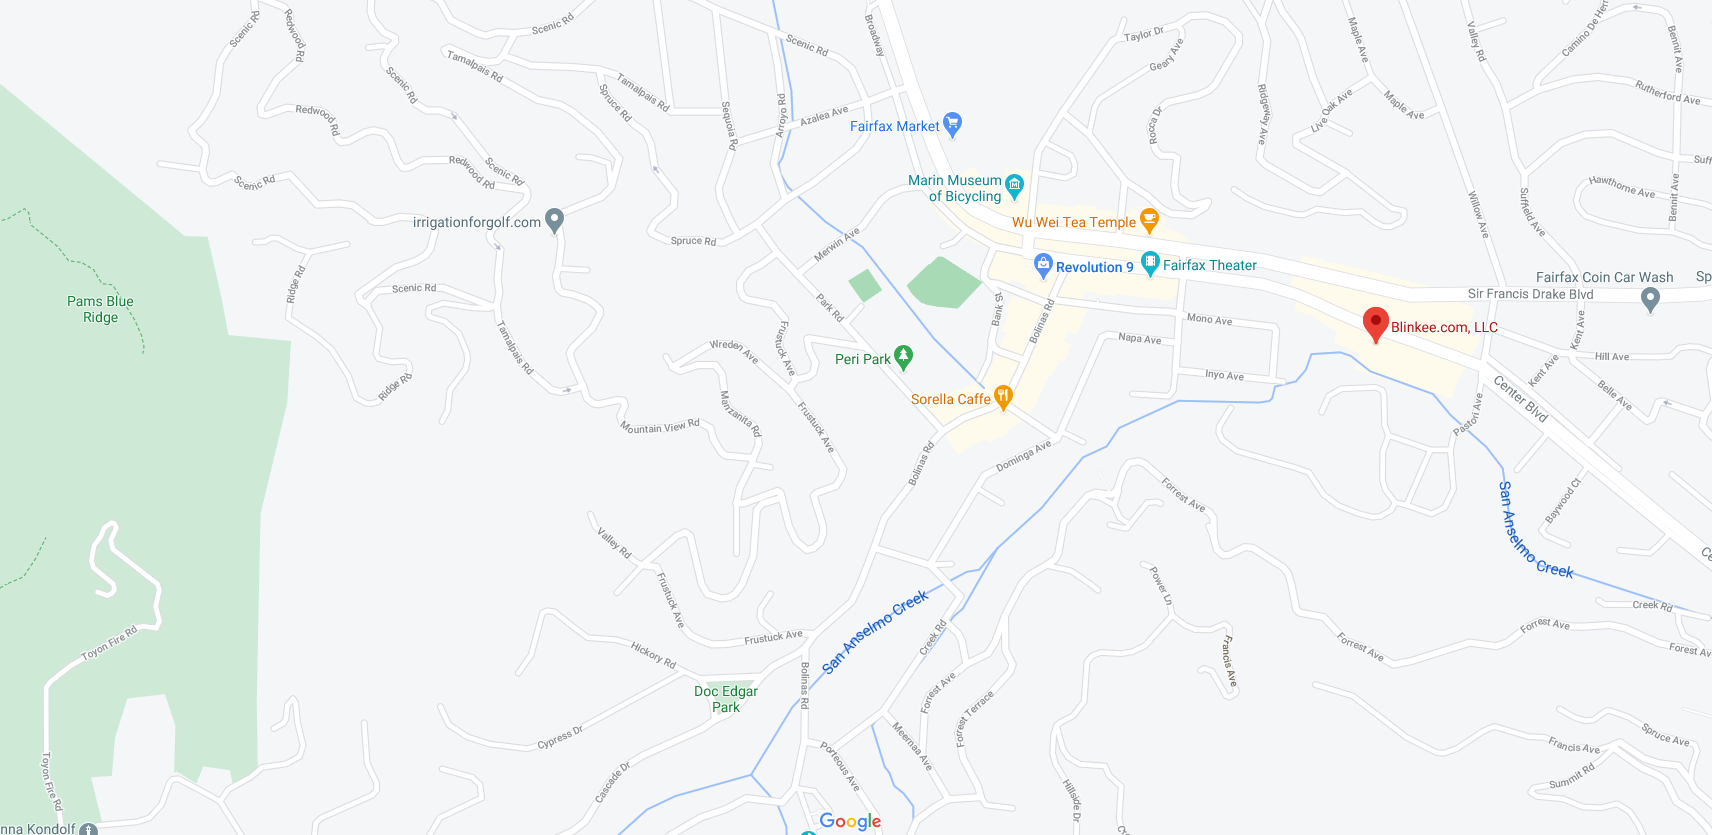 Scenic Rd
Redwood Rd
Scenic Rd
Broadway
Scenic Rd
Taylor Dr
Geary Ave
Maple Ave
Valley Rd
Camino De Her
Bennit Ave
Tamalpais Rd
Scenic Rd
Tamalpais Rd
Spruce Rd
Sequoia Rd
Arroyo Rd
Azalea Ave
Fairfax Market
Rocca Dr
Ridgeway Ave
Live Oak Ave
Maple Ave
Rutherford Ave
Redwood Rd
Redwood Rd
Scenic Rd
Scenic Rd
Marin Museum
of Bicycling
Willow Ave
Suffield Ave
Suff
Hawthorne Ave
Bennit Ave
irrigationforgolf.com
Spruce Rd
Merwin Ave
Wu Wei Tea Temple
Revolution 9
Fairfax Theater
Fairfax Coin Car Wash
Sp
Sir Francis Drake Blvd
Ridge Rd
Scenic Rd
Pams Blue
Ridge
Park Rd
Bank St
Bolinas Rd
Mono Ave
Napa Ave
Blinkee.com, LLC
Kent Ave
Hill Ave
Tamalpais Rd
Wreden Ave
Frustuck Ave
Peri Park
Inyo Ave
Kent Ave
Belle Ave
Center Blvd
Ridge Rd
Manzanita Rd
Sorella Caffe
Mountain View Rd
Frustuck Ave
Pastori Ave
Bolinas Rd
Dominga Ave
Forrest Ave
Baywood Ct
San Anselmo Creek
Ce
Valley Rd
Frustuck Ave
Power Ln
San Anselmo Creek
Creek Rd
Toyon Fire Rd
Frustuck Ave
Creek Rd
Francis Ave
Forrest Ave
Forrest Ave
Forest Av
Hickory Rd
Bolinas Rd
Doc Edgar
Park
Forrest Ave
Forrest Terrace
Cypress Dr
Meernaa Ave
Porteous Ave
Spruce Ave
Francis Ave
Summit Rd
Toyon Fire Rd
Cascade Dr
Hillside Dr
Cy
Google
nna Kondolf